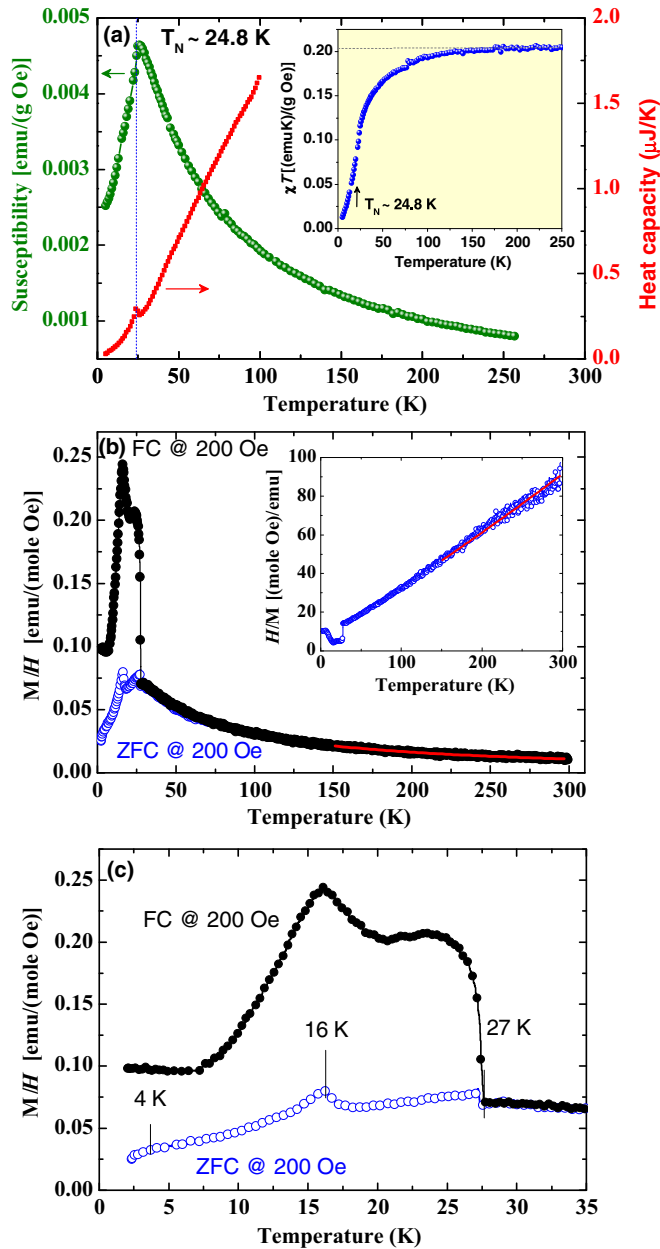 (a) T_N ~ 24.8 K
Susceptibility [emu/(g Oe)]
0.005
0.004
0.003
0.002
0.001
0 50 100 150 200 250 300
Temperature (K)
Heat capacity (μJ/K)
2.0
1.5
1.0
0.5
0.0
χT[(emuK)/(g Oe)]
0.20
0.15
0.10
0.05
0.00
T_N ~ 24.8 K
0 50 100 150 200 250
Temperature (K)
(b) FC @ 200 Oe
M/H [emu/(mole Oe)]
0.25
0.20
0.15
0.10
0.05
0.00
ZFC @ 200 Oe
0 50 100 150 200 250 300
Temperature (K)
H/M [(mole Oe)/emu]
100
80
60
40
20
0
0 100 200 300
Temperature (K)
(c)
M/H [emu/(mole Oe)]
0.25
0.20
0.15
0.10
0.05
0.00
FC @ 200 Oe
27 K
16 K
4 K
ZFC @ 200 Oe
0 5 10 15 20 25 30 35
Temperature (K)